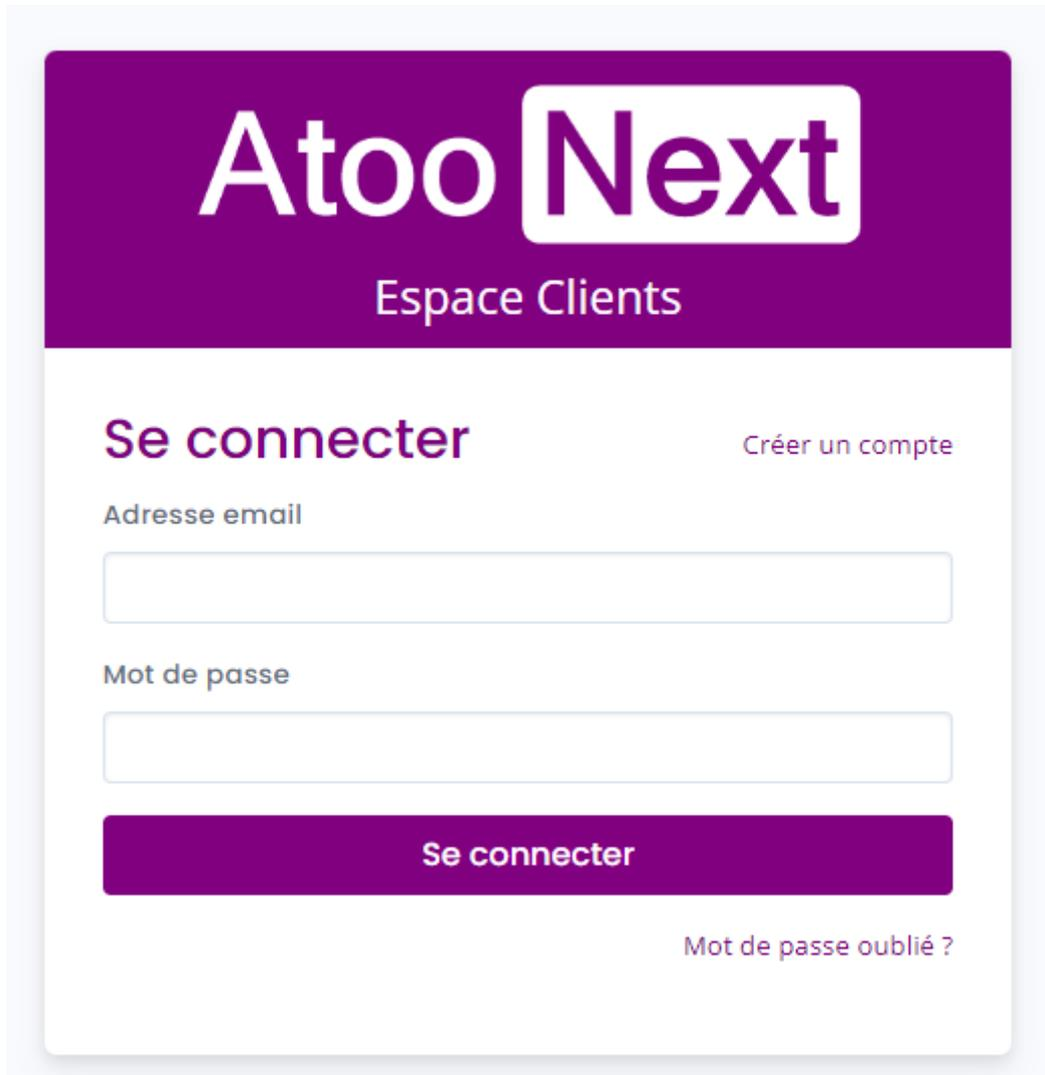 Atoo Next
Espace Clients
Se connecter
Créer un compte
Adresse email
Mot de passe
Se connecter
Mot de passe oublié ?